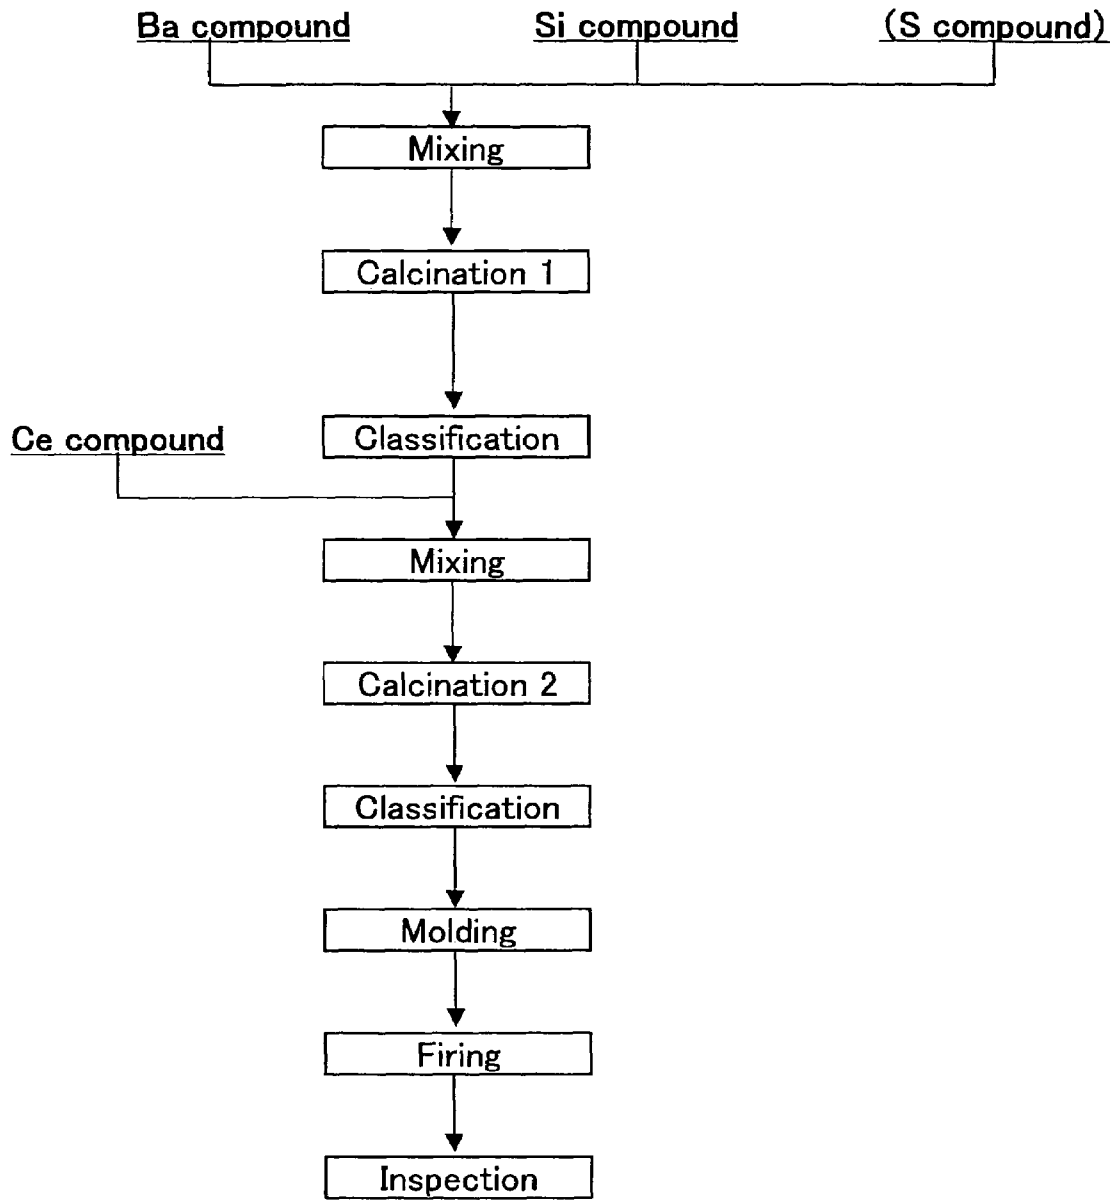 Ba compound Si compound (S compound)
Mixing
Calcination 1
Classification
Ce compound
Mixing
Calcination 2
Classification
Molding
Firing
Inspection